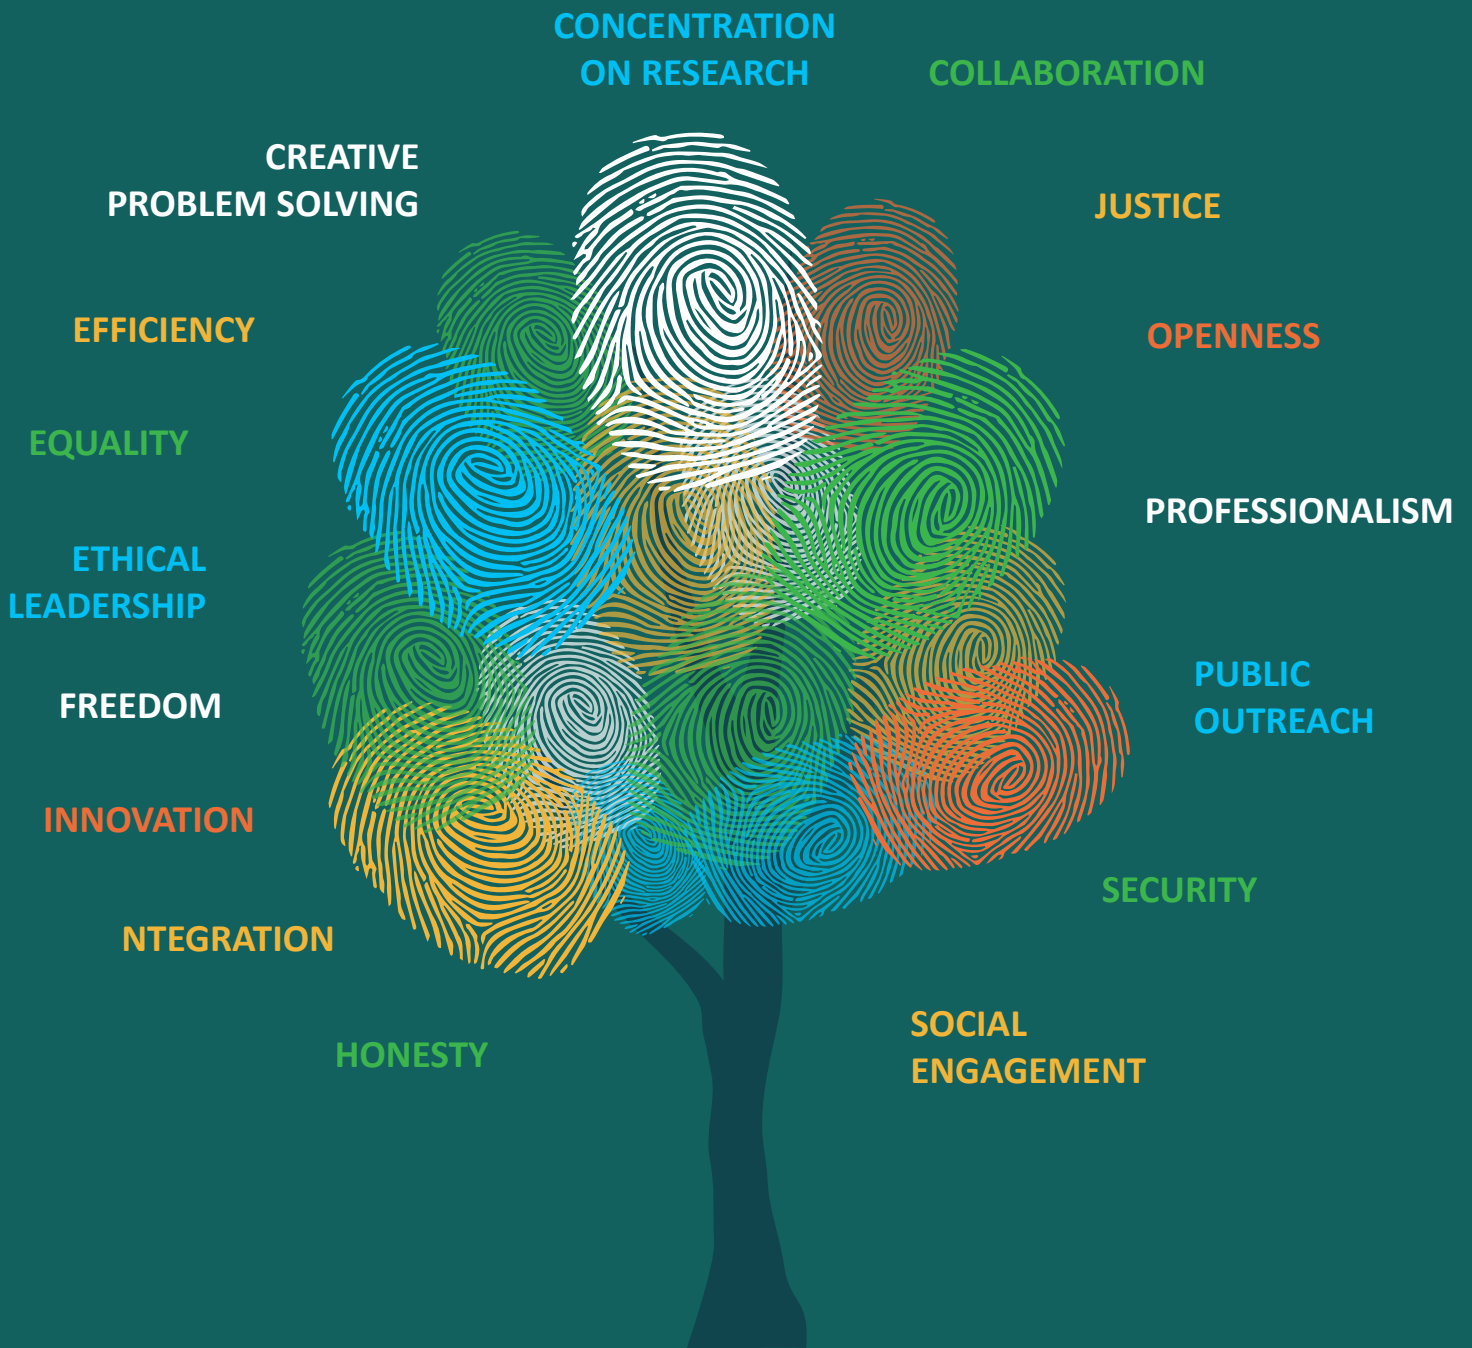 CONCENTRATION
ON RESEARCH
COLLABORATION
CREATIVE
PROBLEM SOLVING
JUSTICE
EFFICIENCY
OPENNESS
EQUALITY
PROFESSIONALISM
ETHICAL
LEADERSHIP
PUBLIC
OUTREACH
FREEDOM
INNOVATION
SECURITY
NTEGRATION
SOCIAL
ENGAGEMENT
HONESTY